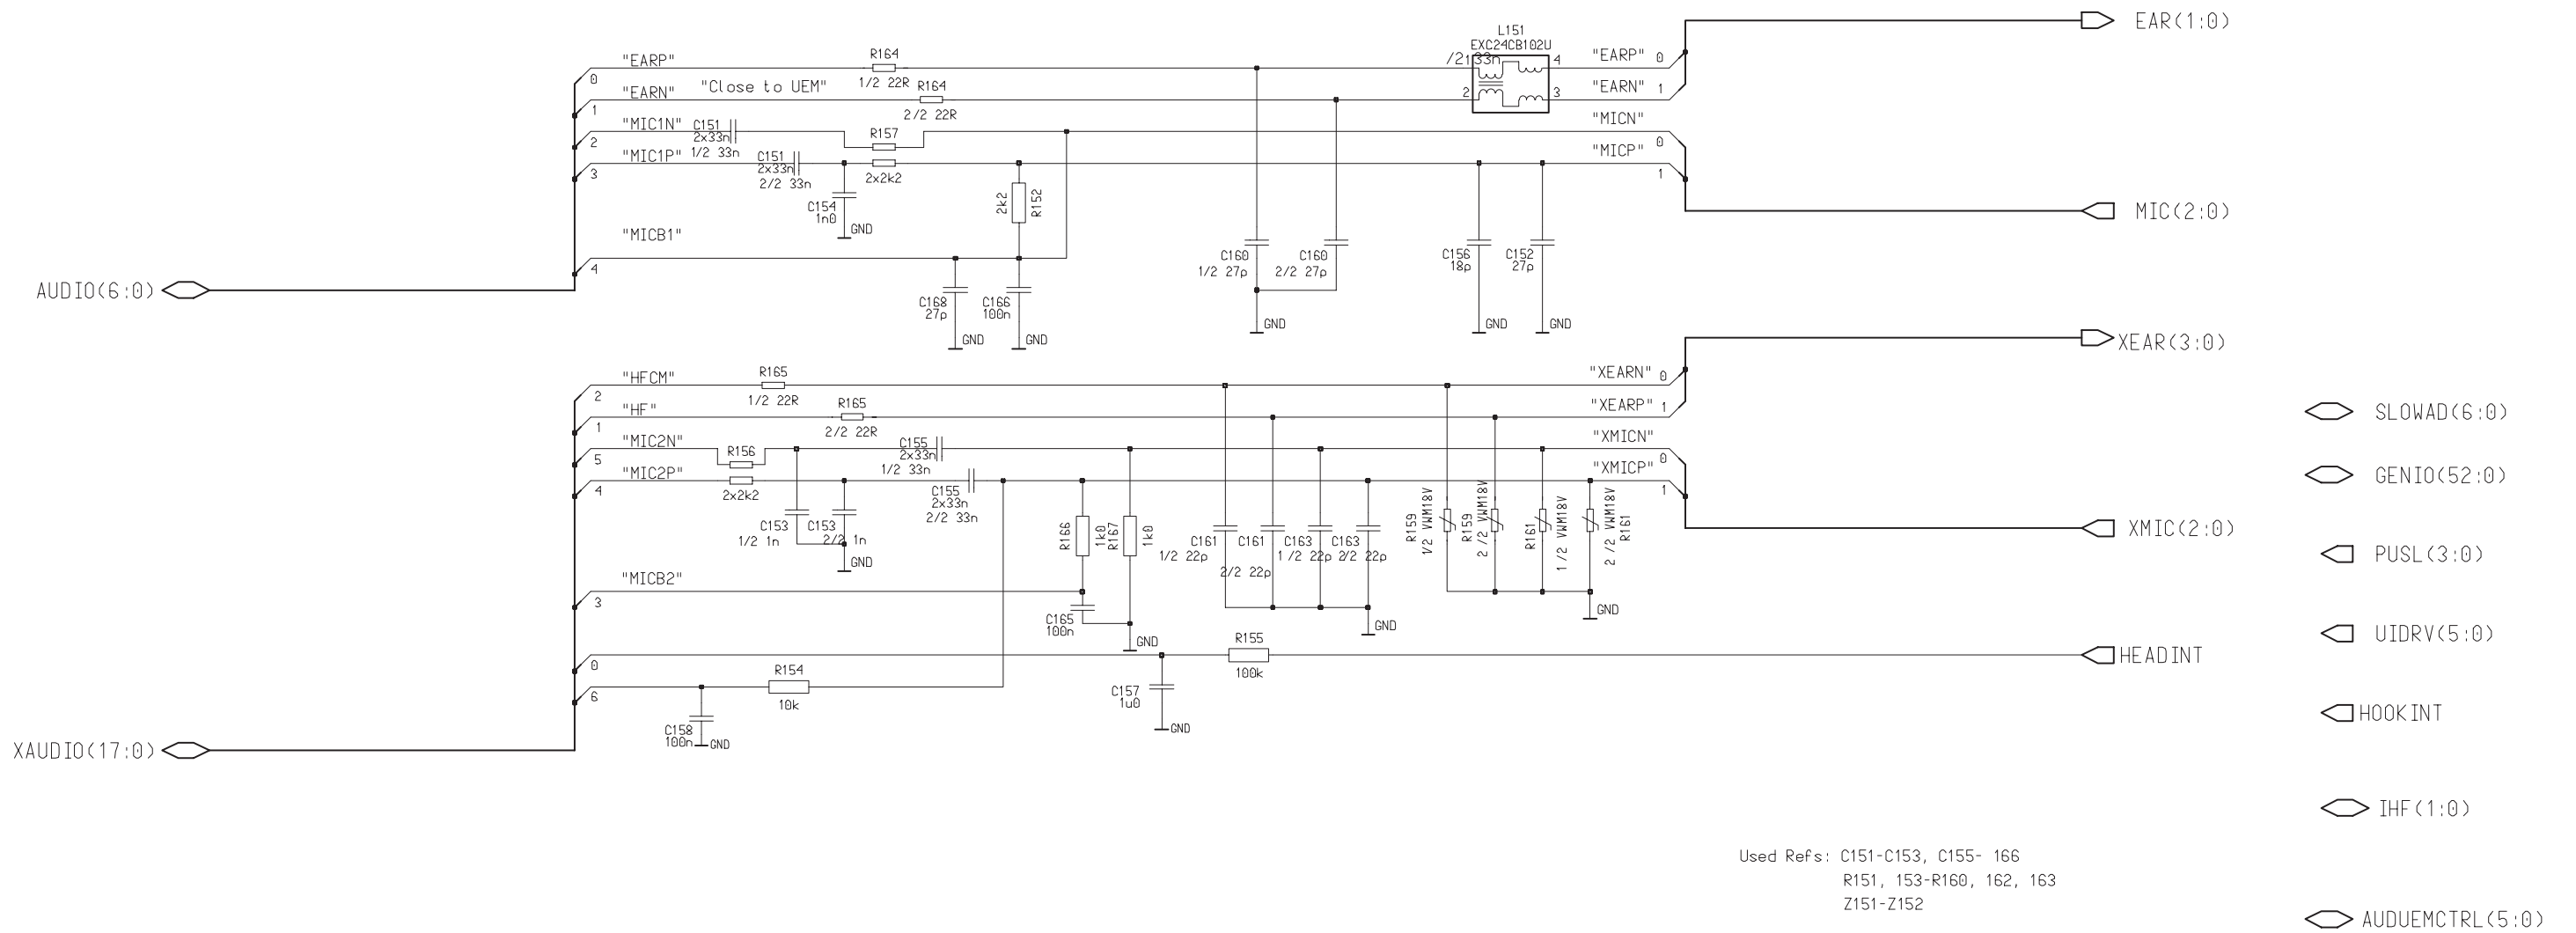 EAR(1:0)
L151
EXC24CB102U
"EARP"
0
R164
1/2 22R
/21
33n
4
"EARP"
0
"EARN"
1
"Close to UEM"
R164
2/2 22R
2
3
"EARN"
1
"MIC1N"
2
C151
2x33n
1/2 33n
R157
"MICN"
0
"MIC1P"
3
C151
2x33n
2/2 33n
2x2k2
"MICP"
1
C154
1n0
GND
2k2
R152
MIC(2:0)
"MICB1"
4
AUDIO(6:0)
C168
27p
GND
C166
100n
GND
C160
1/2 27p
C160
2/2 27p
GND
C156
18p
GND
C152
27p
GND
XEAR(3:0)
"HFCM"
2
R165
1/2 22R
"XEARN"
0
"HF"
1
R165
2/2 22R
"XEARP"
1
SLOWAD(6:0)
"MIC2N"
5
R156
C155
2x33n
1/2 33n
"XMICN"
0
"MIC2P"
4
2x2k2
C155
2x33n
2/2 33n
"XMICP"
1
GENIO(52:0)
C153
1/2 1n
C153
2/2 1n
GND
R166
1k0
R167
1k0
C161
1/2 22p
C161
2/2 22p
C163
1/2 22p
C163
2/2 22p
GND
R159
1/2 VWM18V
R159
2/2 VWM18V
R161
1/2 VWM18V
2/2 VWM18V
R161
GND
XMIC(2:0)
PUSL(3:0)
"MICB2"
3
C165
100n
GND
UIDRV(5:0)
0
R155
100k
HEADINT
6
R154
10k
C157
1u0
GND
C158
100n
GND
HOOKINT
XAUDIO(17:0)
IHF(1:0)
Used Refs: C151-C153, C155- 166
R151, 153-R160, 162, 163
Z151-Z152
AUDUEMCTRL(5:0)